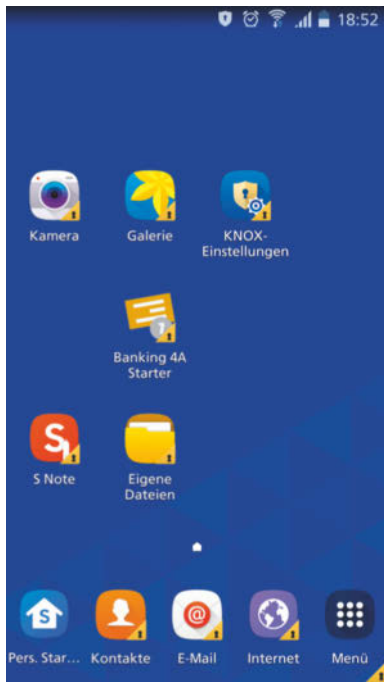 18:52
Kamera Galerie KNOX-
Einstellungen
Banking 4A
Starter
S Note Eigene
Dateien
Pers. Star... Kontakte E-Mail Internet Menü